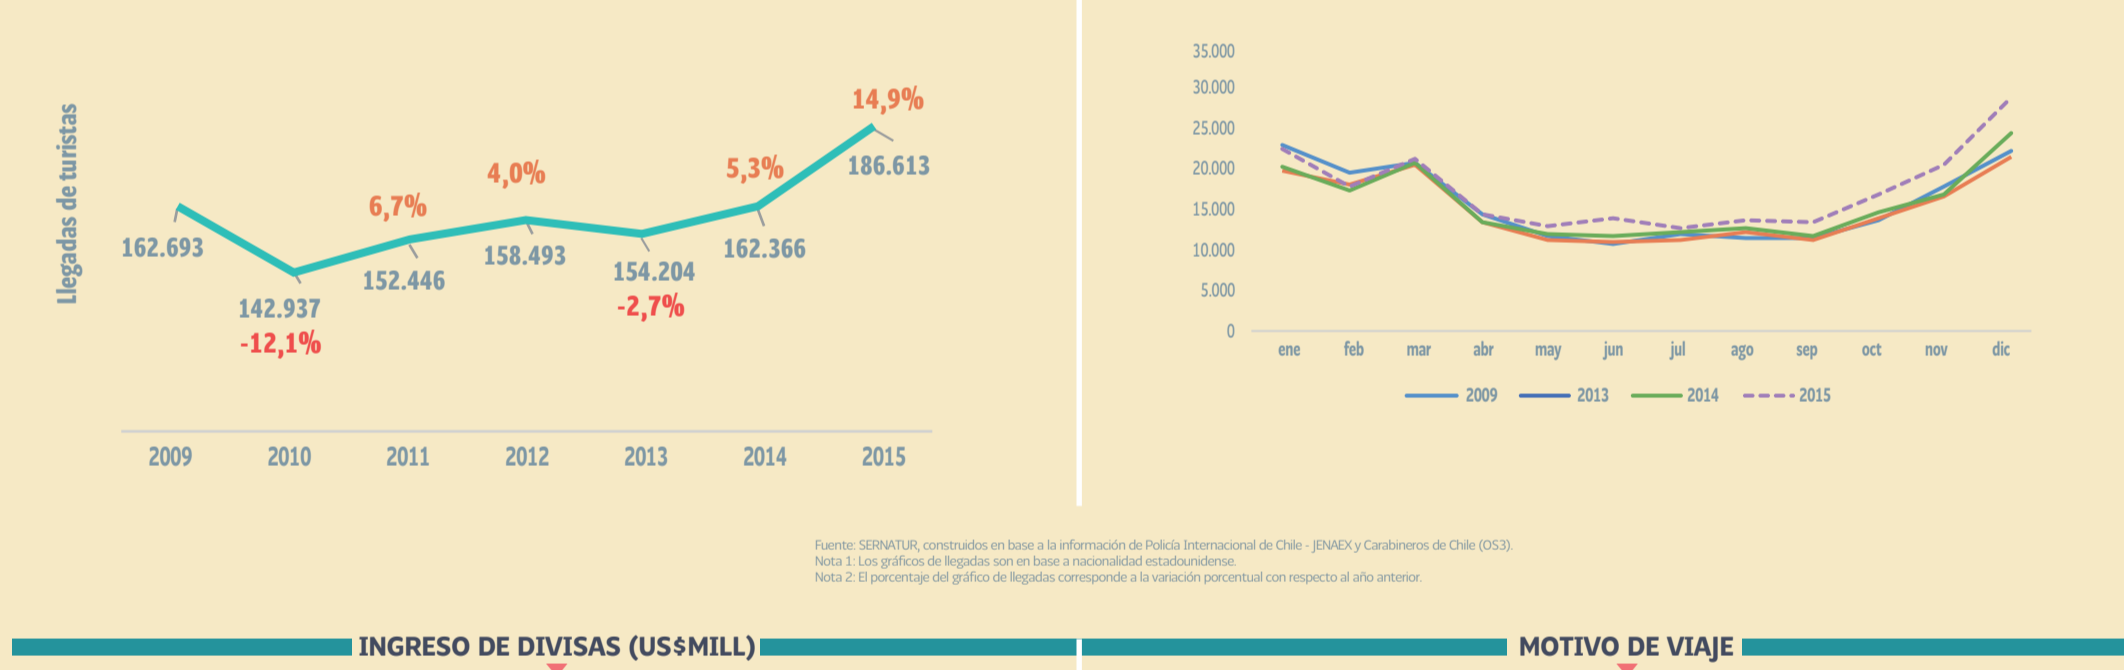 Llegadas de turistas
162.693
142.937
-12,1%
6,7%
152.446
4,0%
158.493
154.204
-2,7%
5,3%
162.366
14,9%
186.613
2009 2010 2011 2012 2013 2014 2015
35.000
30.000
25.000
20.000
15.000
10.000
5.000
0
ene feb mar abr may jun jul ago sep oct nov dic
2009 2013 2014 2015
Fuente: SERNATUR, construidos en base a la información de Policía Internacional de Chile - JENAEX y Carabineros de Chile (OS3).
Nota 1: Los gráficos de llegadas son en base a nacionalidad estadounidense.
Nota 2: El porcentaje del gráfico de llegadas corresponde a la variación porcentual con respecto al año anterior.
INGRESO DE DIVISAS (US$MILL)
MOTIVO DE VIAJE